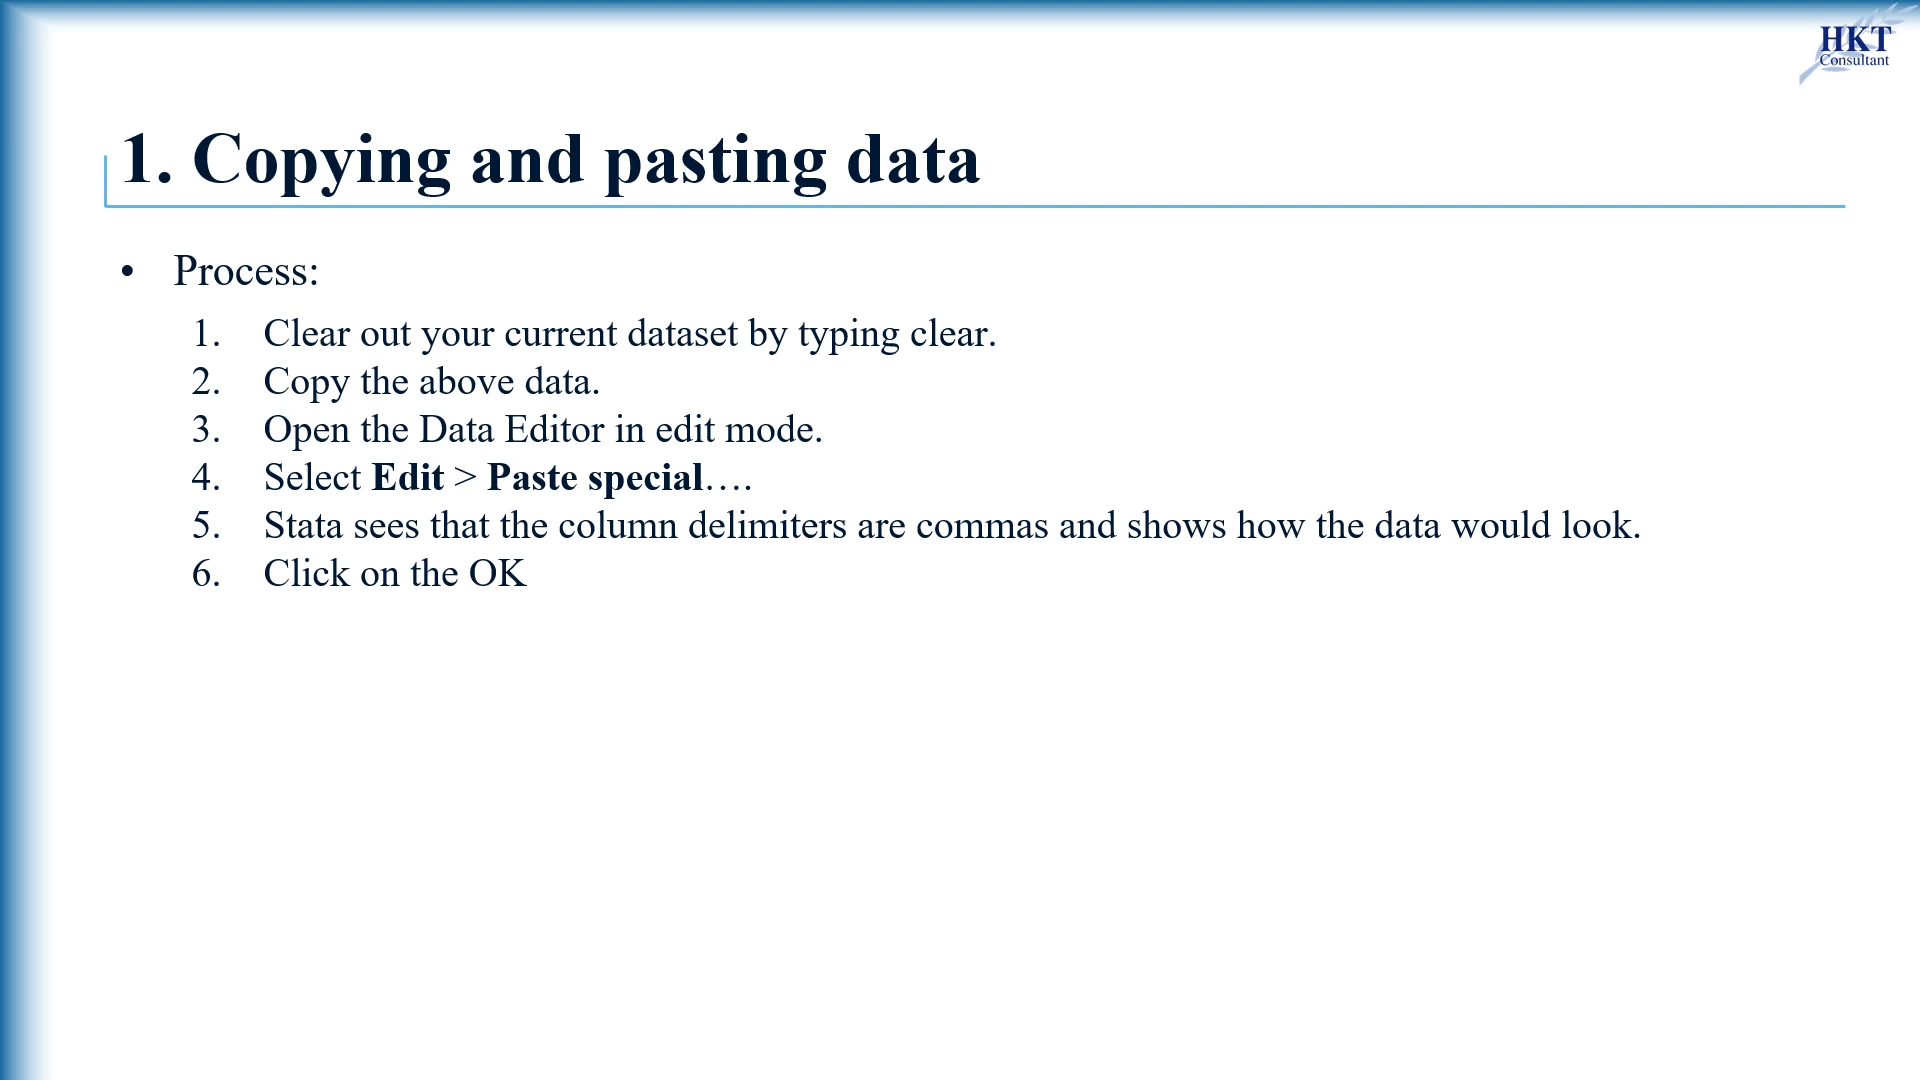 HKT
Consultant
1. Copying and pasting data
• Process:
1. Clear out your current dataset by typing clear.
2. Copy the above data.
3. Open the Data Editor in edit mode.
4. Select Edit > Paste special….
5. Stata sees that the column delimiters are commas and shows how the data would look.
6. Click on the OK